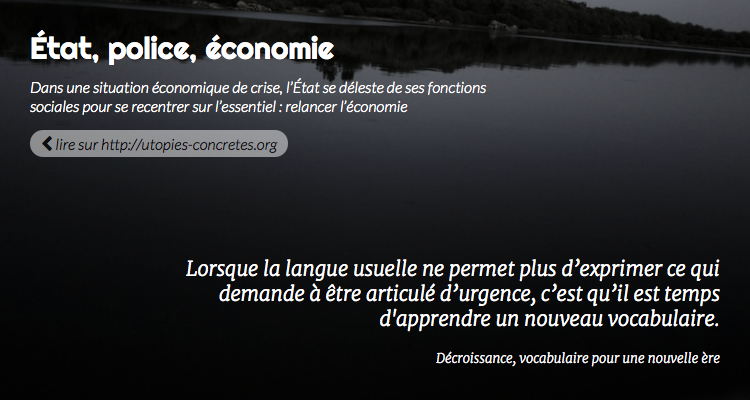 État, police, économie
Dans une situation économique de crise, l’État se déleste de ses fonctions
sociales pour se recentrer sur l’essentiel : relancer l’économie
lire sur http://utopies-concretes.org
Lorsque la langue usuelle ne permet plus d’exprimer ce qui
demande à être articulé d’urgence, c’est qu’il est temps
d'apprendre un nouveau vocabulaire.
Décroissance, vocabulaire pour une nouvelle ère